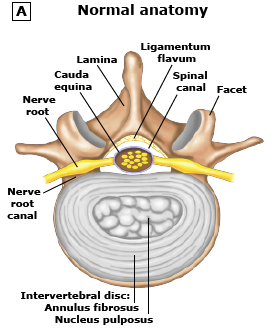 A
Normal anatomy
Ligamentum
flavum
Lamina
Cauda
equina
Spinal
canal
Facet
Nerve
root
Nerve
root
canal
Intervertebral disc:
Annulus fibrosus
Nucleus pulposus